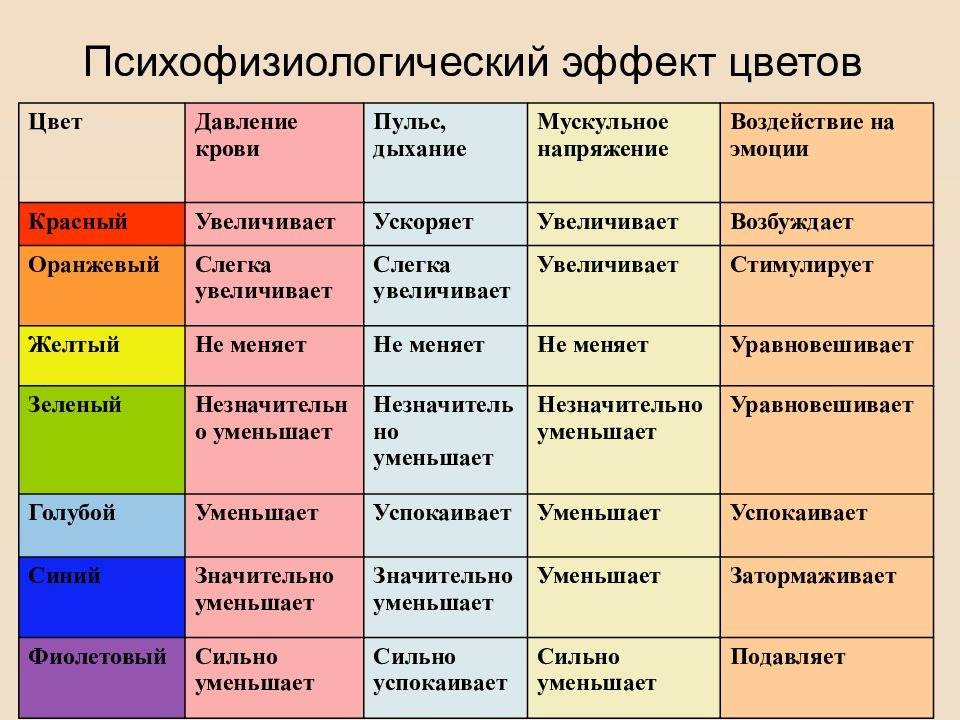 Психофизиологический эффект цветов
Цвет
Давление
крови
Пульс,
дыхание
Мускульное
напряжение
Воздействие на
эмоции
Красный
Увеличивает
Ускоряет
Увеличивает
Возбуждает
Оранжевый
Слегка
увеличивает
Слегка
увеличивает
Увеличивает
Стимулирует
Желтый
Не меняет
Не меняет
Не меняет
Уравновешивает
Зеленый
Незначительн
о уменьшает
Незначитель
но
уменьшает
Незначительно
уменьшает
Уравновешивает
Голубой
Уменьшает
Успокаивает
Уменьшает
Успокаивает
Синий
Значительно
уменьшает
Значительно
уменьшает
Уменьшает
Затормаживает
Фиолетовый
Сильно
уменьшает
Сильно
успокаивает
Сильно
уменьшает
Подавляет